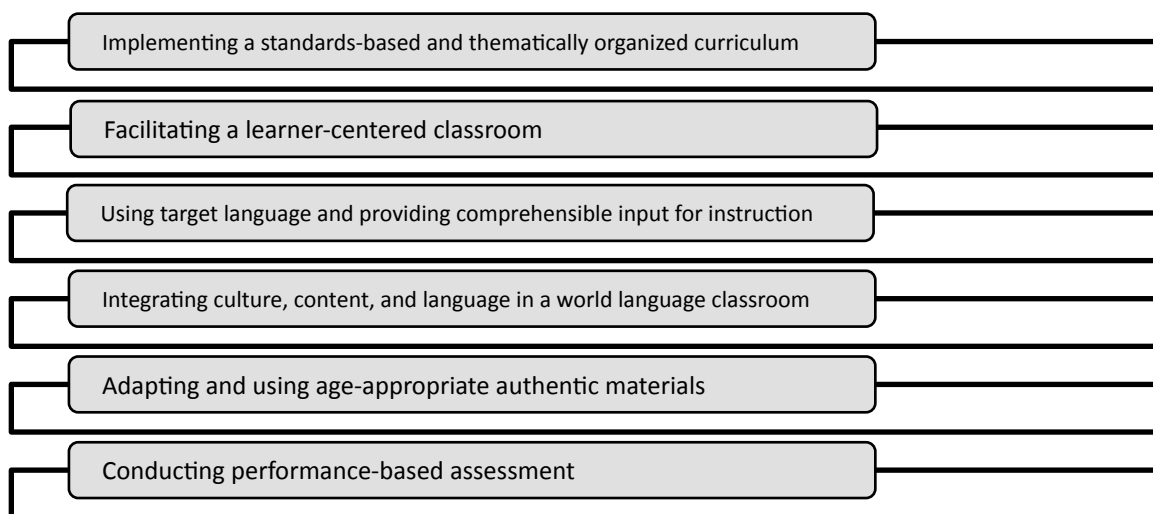 Implementing a standards-based and thematically organized curriculum
Facilitating a learner-centered classroom
Using target language and providing comprehensible input for instruction
Integrating culture, content, and language in a world language classroom
Adapting and using age-appropriate authentic materials
Conducting performance-based assessment